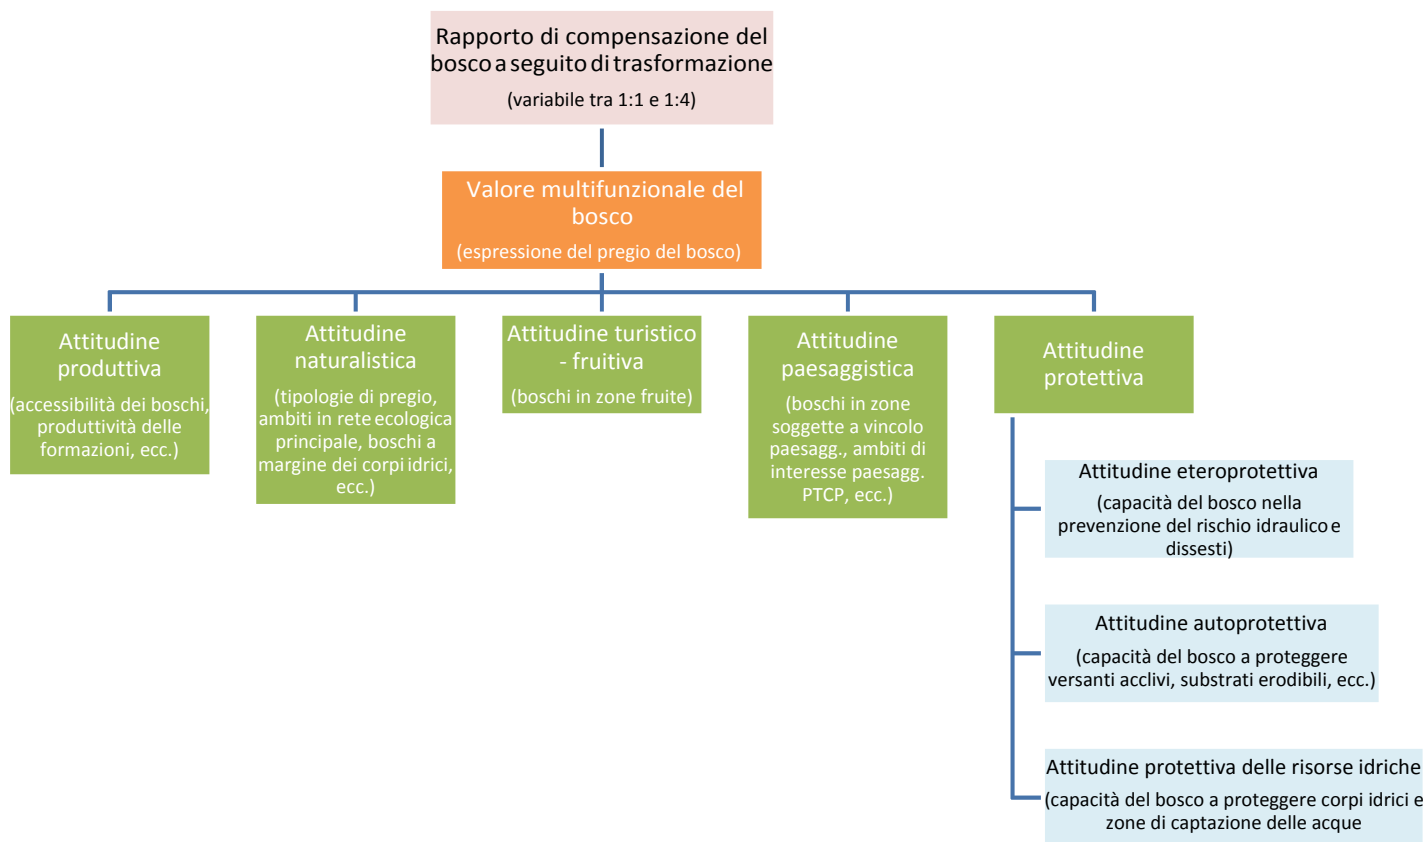 Rapporto di compensazione del
bosco a seguito di trasformazione
(variabile tra 1:1 e 1:4)
Valore multifunzionale del
bosco
(espressione del pregio del bosco)
Attitudine
produttiva
(accessibilità dei boschi,
produttività delle
formazioni, ecc.)
Attitudine
naturalistica
(tipologie di pregio,
ambiti in rete ecologica
principale, boschi a
margine dei corpi idrici,
ecc.)
Attitudine turistico
- fruitiva
(boschi in zone fruite)
Attitudine
paesaggistica
(boschi in zone
soggette a vincolo
paesagg., ambiti di
interesse paesagg.
PTCP, ecc.)
Attitudine
protettiva
Attitudine eteroprotettiva
(capacità del bosco nella
prevenzione del rischio idraulico e
dissesti)
Attitudine autoprotettiva
(capacità del bosco a proteggere
versanti acclivi, substrati erodibili, ecc.)
Attitudine protettiva delle risorse idriche
(capacità del bosco a proteggere corpi idrici e
zone di captazione delle acque